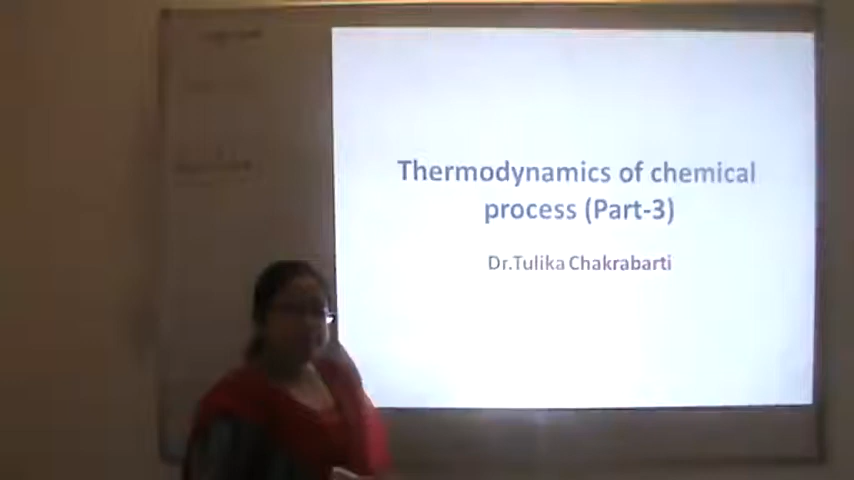 Thermodynamics of chemical
process (Part-3)
Dr.Tulika Chakrabarti